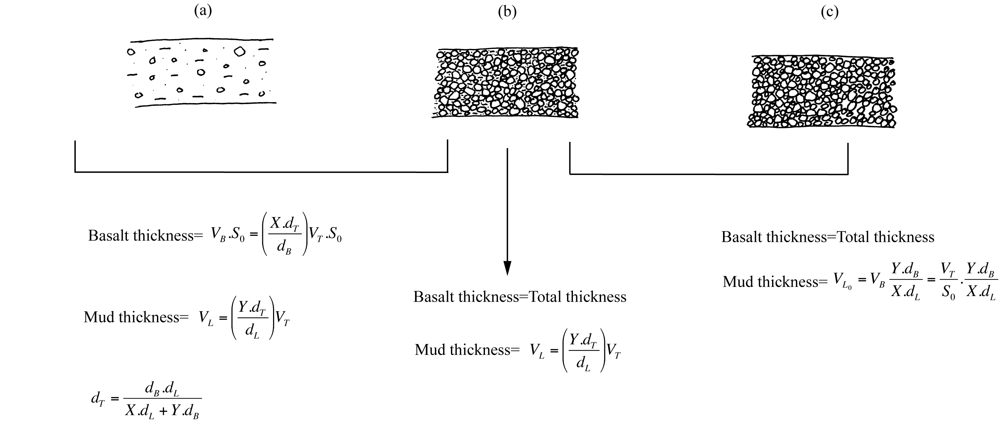 (a)
(b)
(c)
Basalt thickness= V_B.S_0 = (X.d_T / d_B) V_T.S_0
Mud thickness= V_L = (Y.d_T / d_L) V_T
d_T = d_B.d_L / X.d_L + Y.d_B
Basalt thickness=Total thickness
Mud thickness= V_L = (Y.d_T / d_L) V_T
Basalt thickness=Total thickness
Mud thickness= V_{L_0} = V_B Y.d_B / X.d_L = V_T / S_0 . Y.d_B / X.d_L